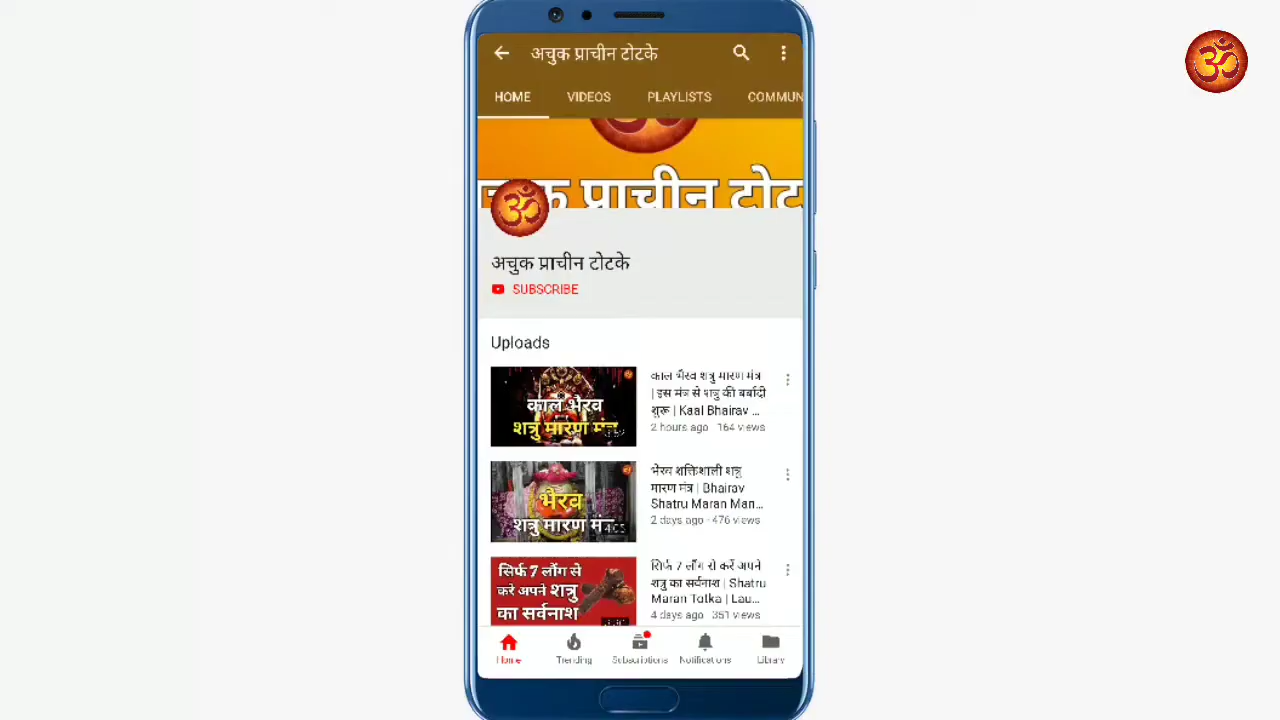 अचुक प्राचीन टोटके
HOME VIDEOS PLAYLISTS COMMUN
क प्राचीन टोट
अचुक प्राचीन टोटके
SUBSCRIBE
Uploads
काल भैरव
शत्रु मारण मंत्र
काल भैरव शत्रु मारण मंत्र
| इस मंत्र से शत्रु की बर्बादी
शुरू | Kaal Bhairav ...
2 hours ago · 164 views
भैरव
शत्रु मारण मंत्र
4:05
भैरव शक्तिशाली शत्रु
मारण मंत्र | Bhairav
Shatru Maran Man...
2 days ago · 476 views
सिर्फ 7 लौंग से
करे अपने शत्रु
का सर्वनाश
सिर्फ 7 लौंग से करें अपने
शत्रु का सर्वनाश | Shatru
Maran Totka | Lau...
4 days ago · 351 views
Home Trending Subscriptions Notifications Library